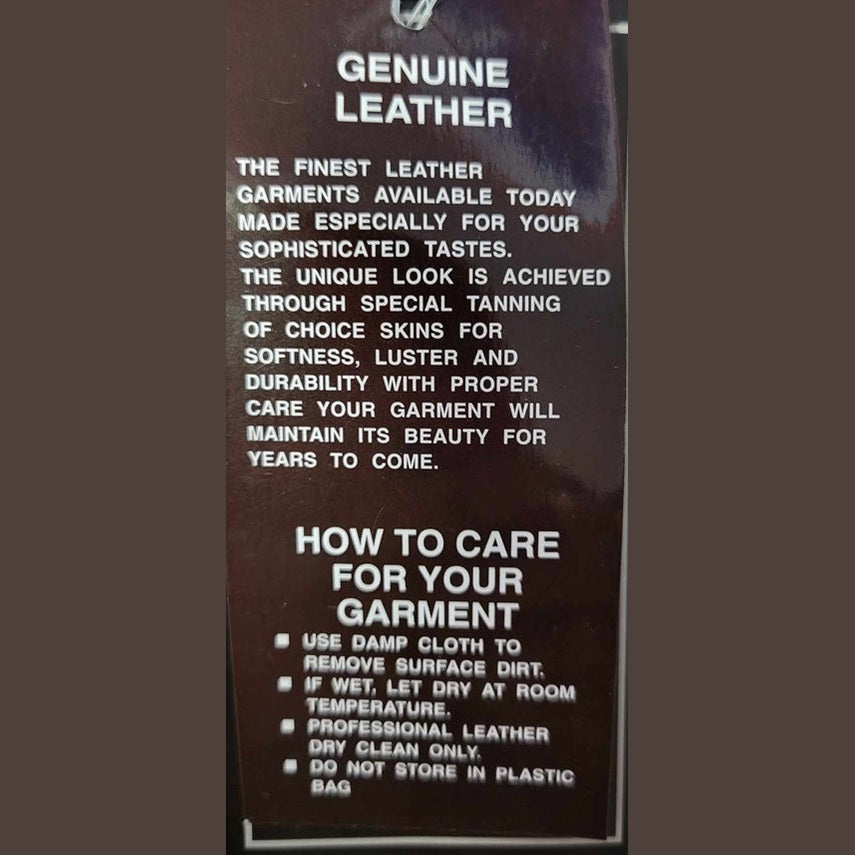 GENUINE
LEATHER
THE FINEST LEATHER
GARMENTS AVAILABLE TODAY
MADE ESPECIALLY FOR YOUR
SOPHISTICATED TASTES.
THE UNIQUE LOOK IS ACHIEVED
THROUGH SPECIAL TANNING
OF CHOICE SKINS FOR
SOFTNESS, LUSTER AND
DURABILITY WITH PROPER
CARE YOUR GARMENT WILL
MAINTAIN ITS BEAUTY FOR
YEARS TO COME.
HOW TO CARE
FOR YOUR
GARMENT
■ USE DAMP CLOTH TO
REMOVE SURFACE DIRT.
■ IF WET, LET DRY AT ROOM
TEMPERATURE.
■ PROFESSIONAL LEATHER
DRY CLEAN ONLY.
■ DO NOT STORE IN PLASTIC
BAG